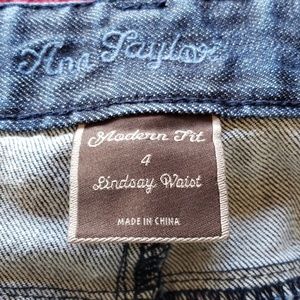 Ann Taylor
Modern Fit
4
Lindsay Waist
MADE IN CHINA